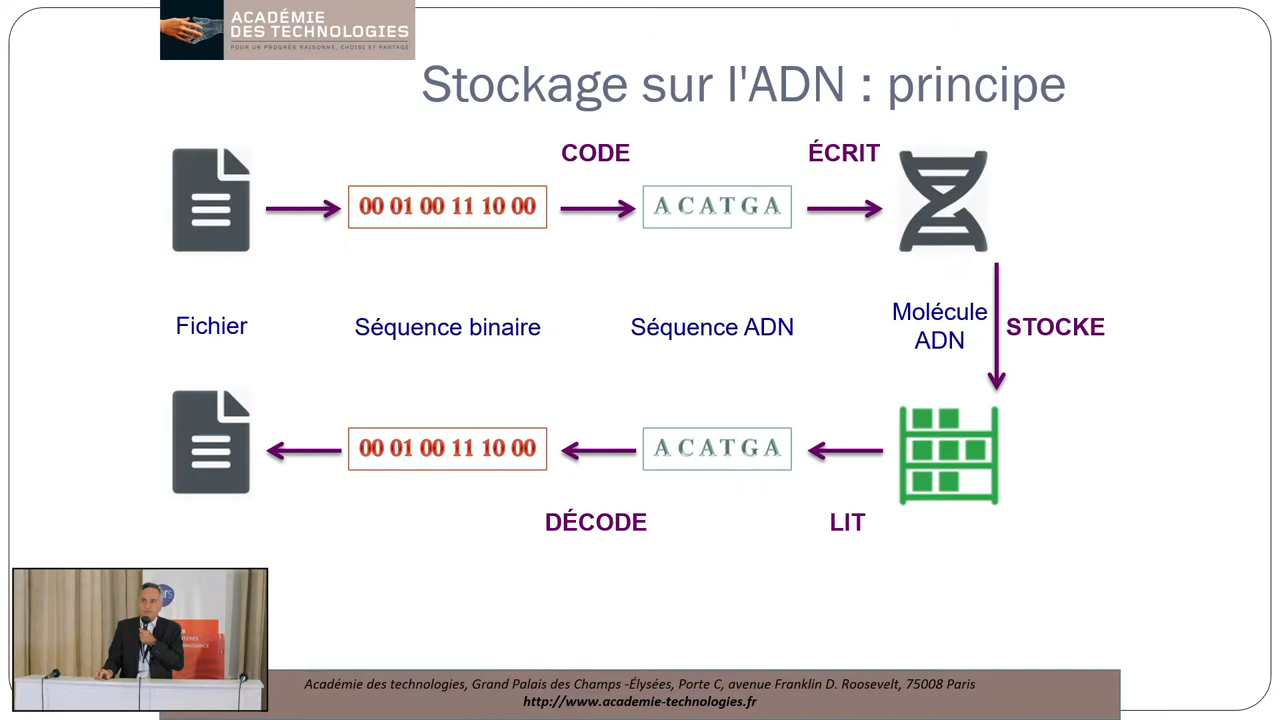 ACADÉMIE
DES TECHNOLOGIES
POUR UN PROGRÈS RAISONNÉ, CHOISI ET PARTAGÉ
Stockage sur l'ADN : principe
CODE
ÉCRIT
00 01 00 11 10 00
A C A T G A
Fichier
Séquence binaire
Séquence ADN
Molécule
ADN
STOCKE
00 01 00 11 10 00
A C A T G A
DÉCODE
LIT
Académie des technologies, Grand Palais des Champs -Élysées, Porte C, avenue Franklin D. Roosevelt, 75008 Paris
http://www.academie-technologies.fr